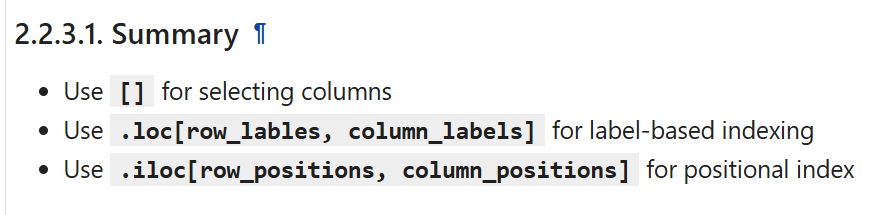 2.2.3.1. Summary ¶
• Use [] for selecting columns
• Use .loc[row_lables, column_labels] for label-based indexing
• Use .iloc[row_positions, column_positions] for positional index